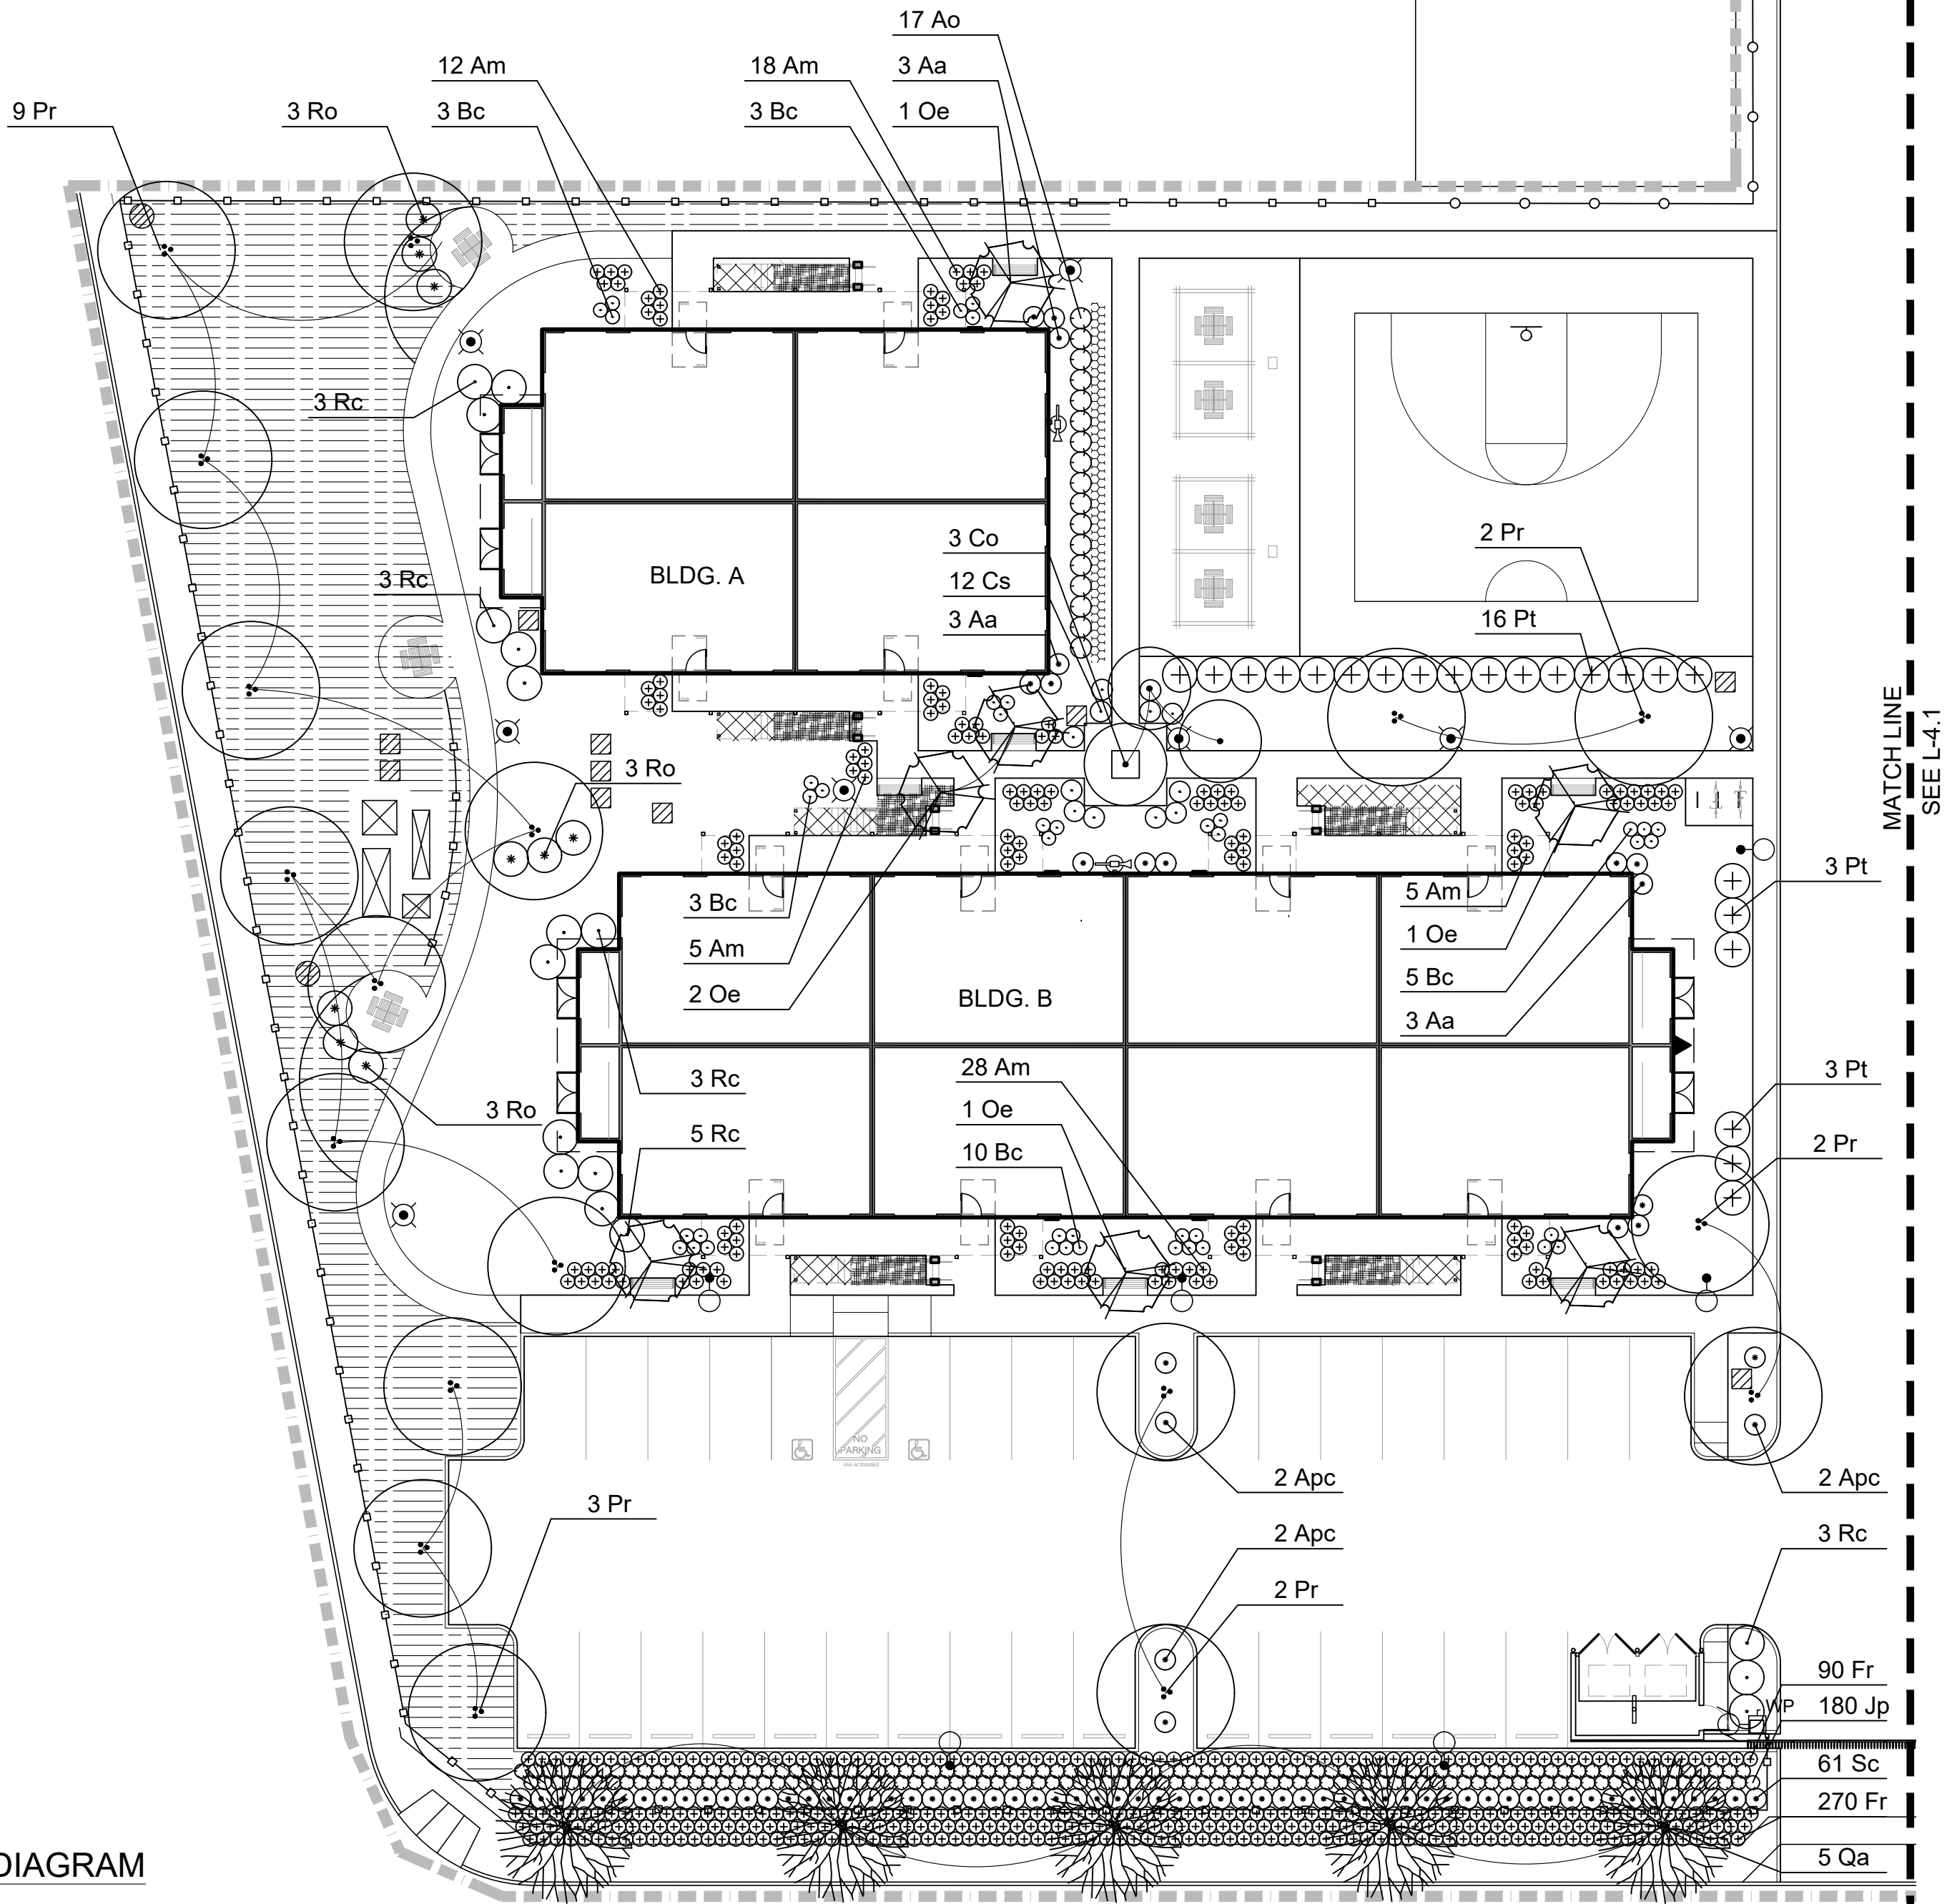 17 Ao
12 Am
18 Am
3 Aa
9 Pr
3 Ro
3 Bc
3 Bc
1 Oe
3 Rc
3 Co
2 Pr
3 Rc
BLDG. A
12 Cs
3 Aa
16 Pt
MATCH LINE
SEE L-4.1
3 Ro
3 Pt
3 Bc
5 Am
5 Am
1 Oe
2 Oe
BLDG. B
5 Bc
3 Aa
28 Am
3 Pt
3 Rc
1 Oe
3 Ro
5 Rc
10 Bc
2 Pr
NO
PARKING
VAN ACESSIBLE
2 Apc
2 Apc
3 Pr
2 Apc
3 Rc
2 Pr
90 Fr
WP
180 Jp
61 Sc
270 Fr
5 Qa
DIAGRAM